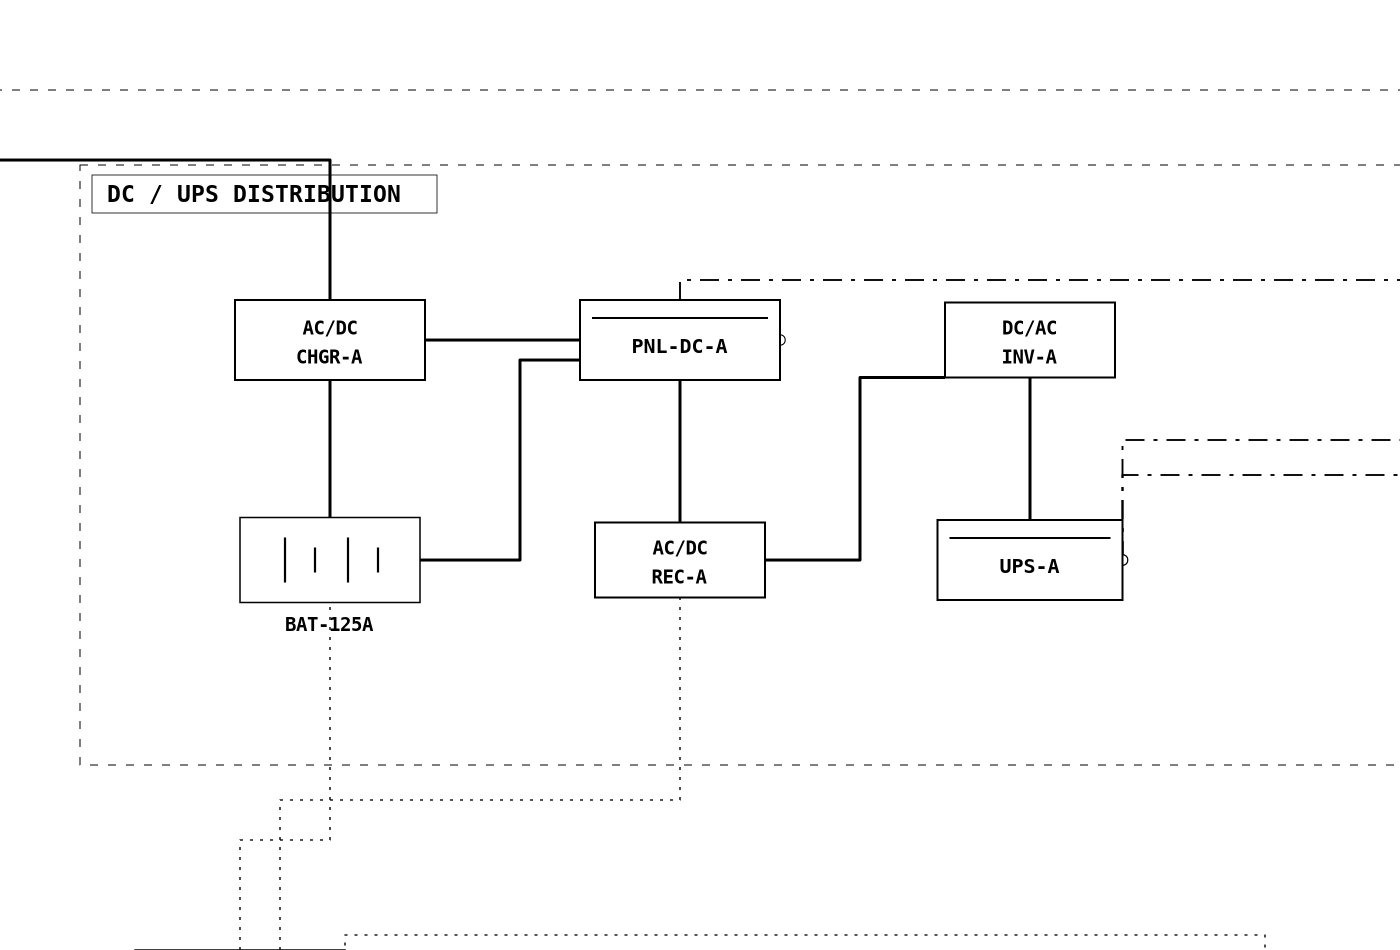 DC / UPS DISTRIBUTION
AC/DC
CHGR-A
PNL-DC-A
DC/AC
INV-A
AC/DC
REC-A
UPS-A
BAT-125A